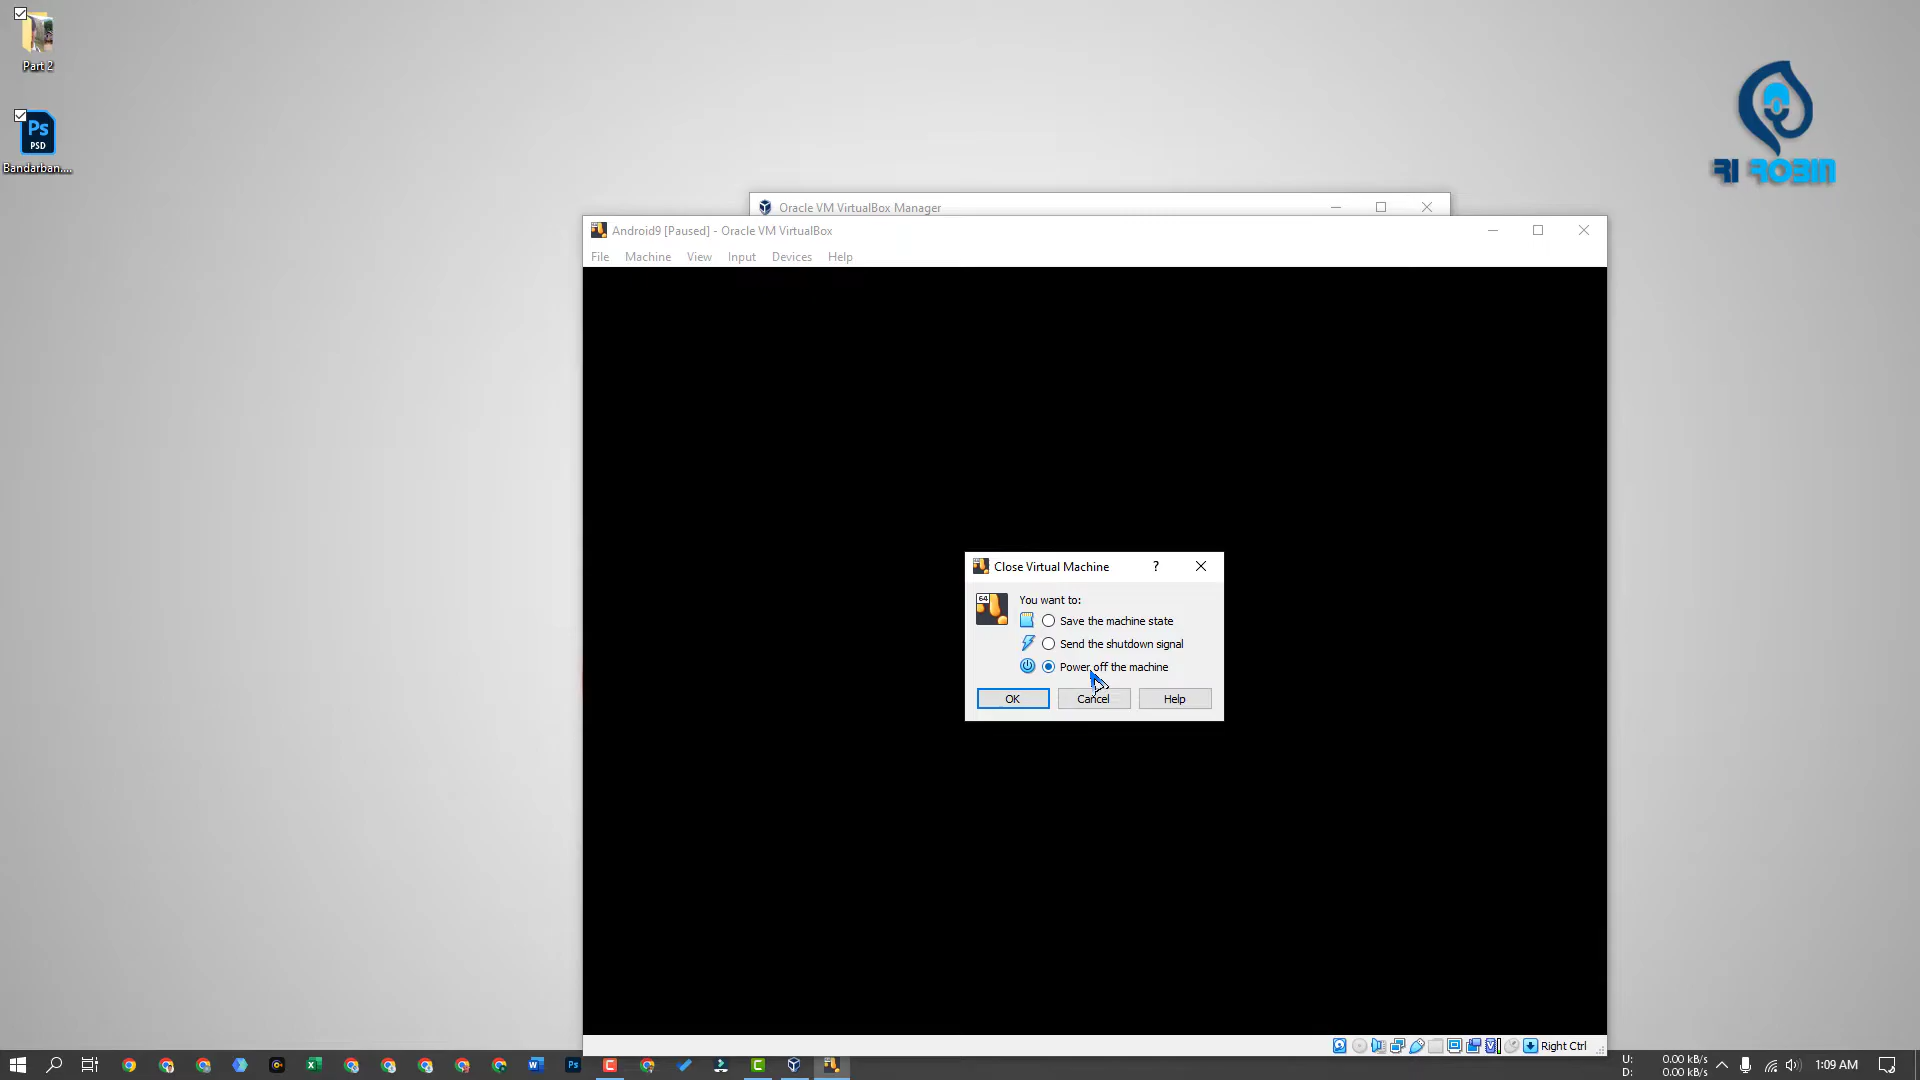 Part 2
Ps
PSD
Bandarban....
RI ROBIN
Oracle VM VirtualBox Manager
Android9 [Paused] - Oracle VM VirtualBox
File Machine View Input Devices Help
Close Virtual Machine
?
64
You want to:
Save the machine state
Send the shutdown signal
Power off the machine
OK Cancel Help
Right Ctrl
U: 0.00 kB/s
D: 0.00 kB/s
1:09 AM